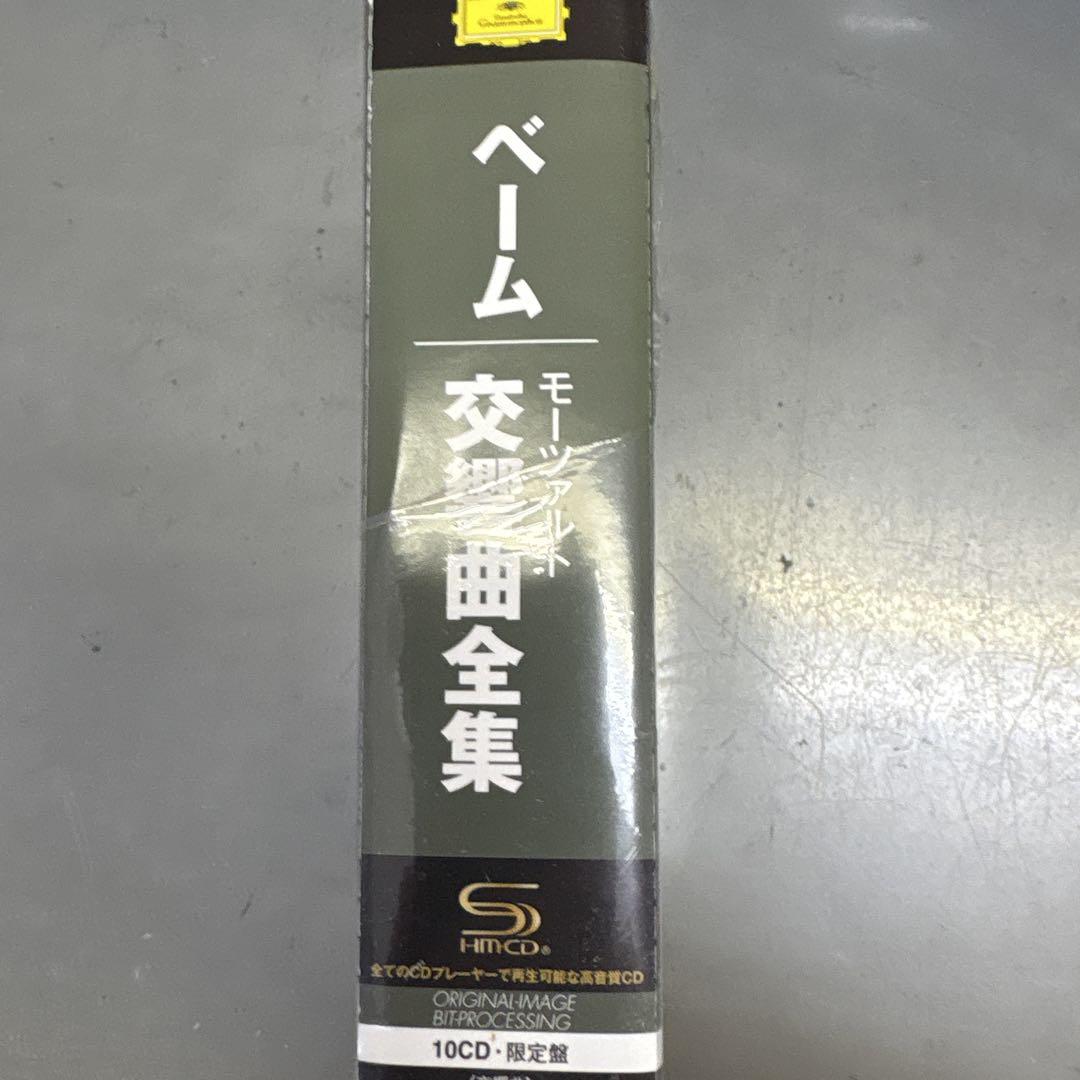 Deutsche
Grammophon
ベーム
モーツァルト
交響曲全集
SHM-CD®
全てのCDプレーヤーで再生可能な高音質CD
ORIGINAL-IMAGE
BIT-PROCESSING
10CD・限定盤